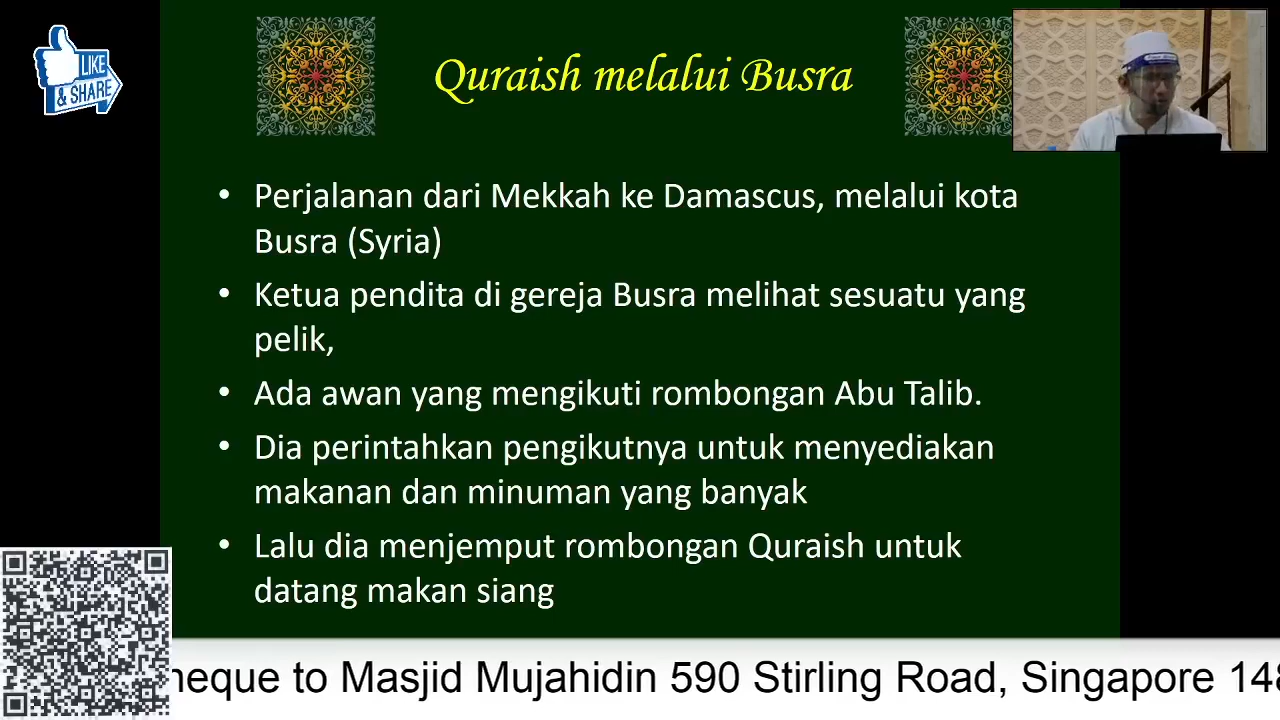 LIKE
& SHARE
Quraish melalui Busra
• Perjalanan dari Mekkah ke Damascus, melalui kota
Busra (Syria)
• Ketua pendita di gereja Busra melihat sesuatu yang
pelik,
• Ada awan yang mengikuti rombongan Abu Talib.
• Dia perintahkan pengikutnya untuk menyediakan
makanan dan minuman yang banyak
• Lalu dia menjemput rombongan Quraish untuk
datang makan siang
heque to Masjid Mujahidin 590 Stirling Road, Singapore 148